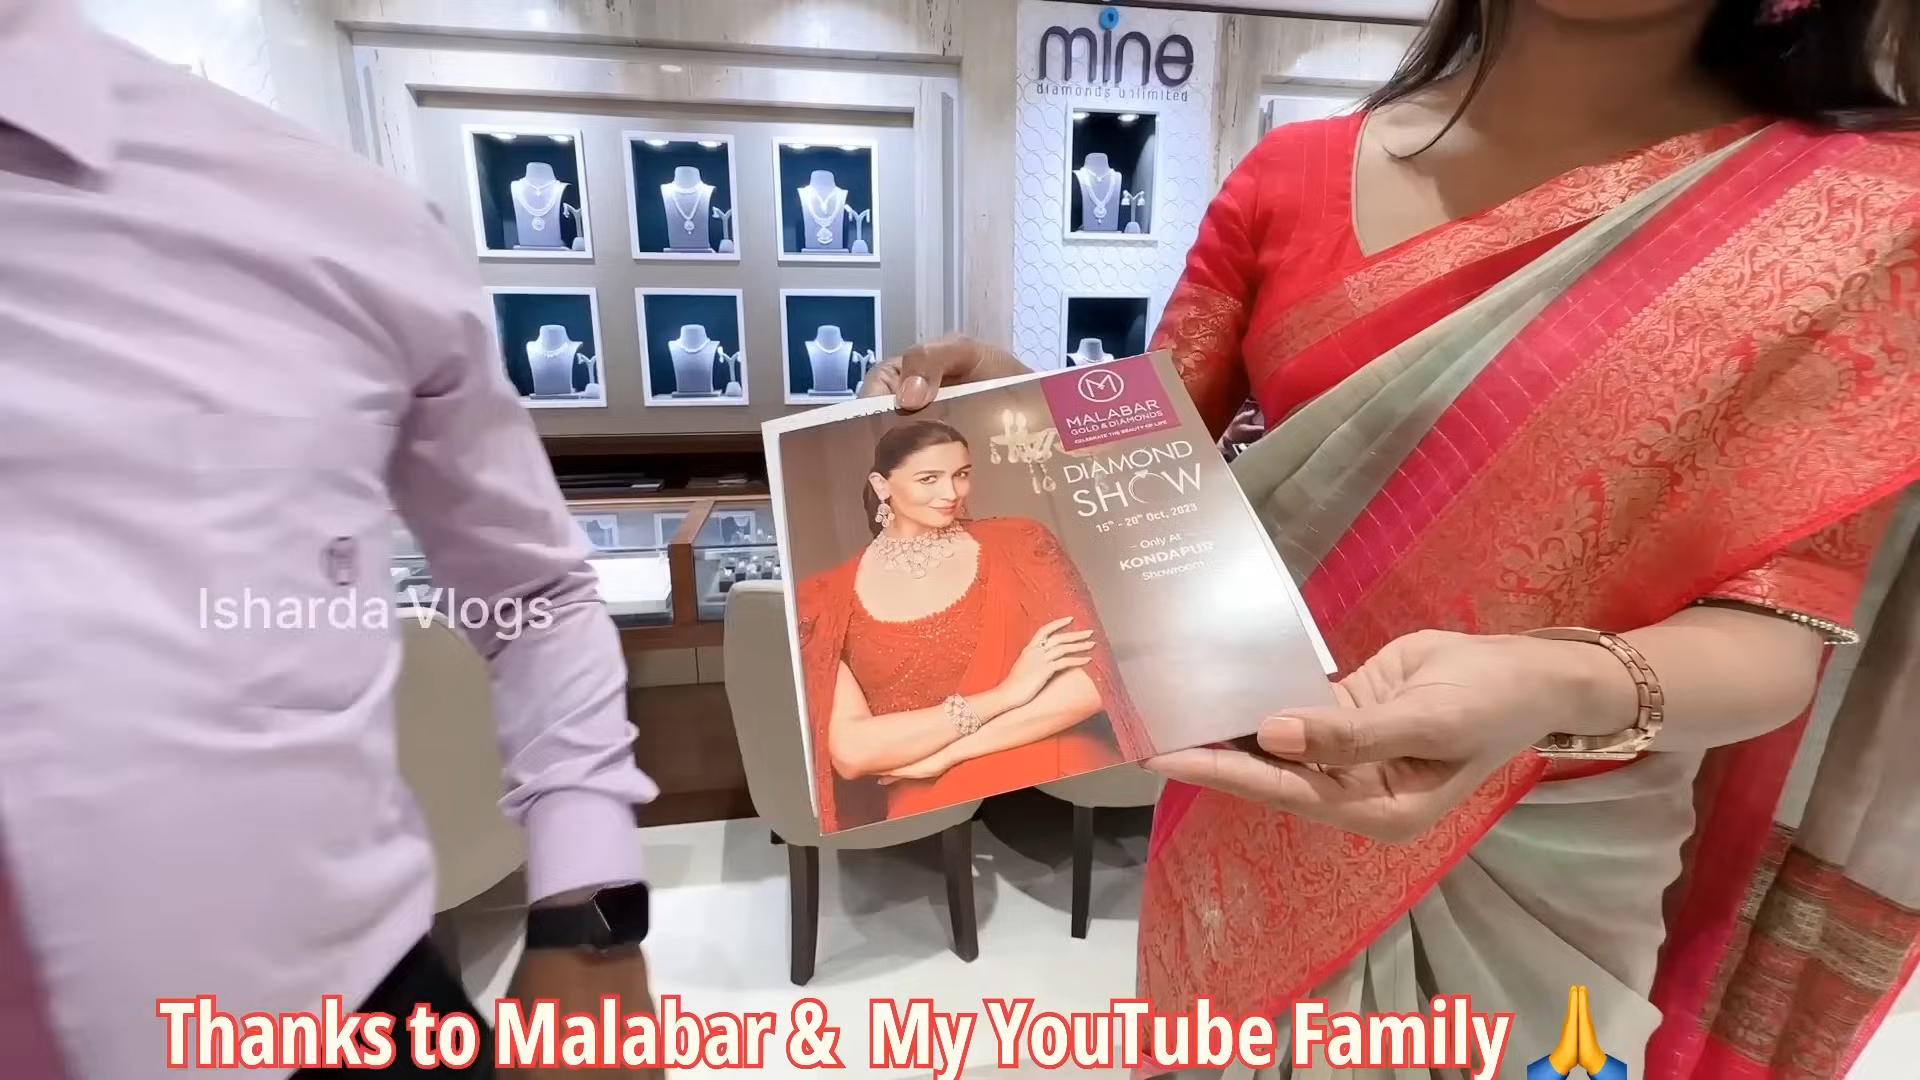 mine
diamonds unlimited
MALABAR
GOLD & DIAMONDS
CELEBRATE THE BEAUTY OF LIFE
DIAMOND
SHOW
15th - 20th Oct, 2023
Only At
KONDAPUR
Showroom
Isharda Vlogs
Thanks to Malabar & My YouTube Family 🙏